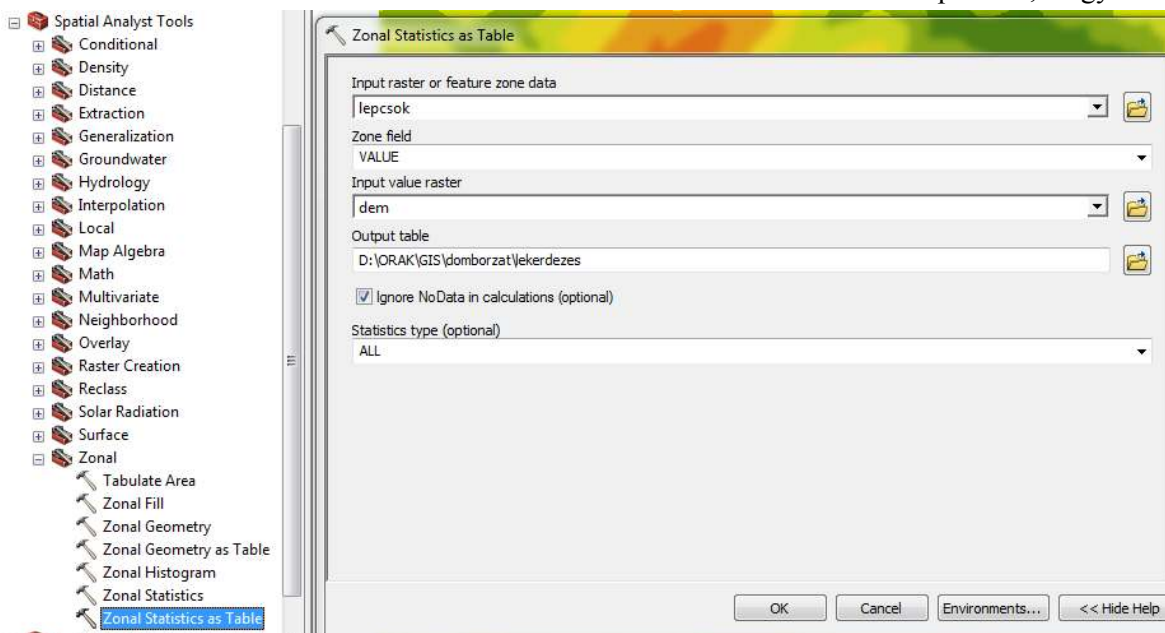 Spatial Analyst Tools
Conditional
Density
Distance
Extraction
Generalization
Groundwater
Hydrology
Interpolation
Local
Map Algebra
Math
Multivariate
Neighborhood
Overlay
Raster Creation
Reclass
Solar Radiation
Surface
Zonal
Tabulate Area
Zonal Fill
Zonal Geometry
Zonal Geometry as Table
Zonal Histogram
Zonal Statistics
Zonal Statistics as Table
Zonal Statistics as Table
Input raster or feature zone data
lepcsok
Zone field
VALUE
Input value raster
dem
Output table
D:\ORAK\GIS\domborzat\lekerdezes
Ignore NoData in calculations (optional)
Statistics type (optional)
ALL
OK
Cancel
Environments...
<< Hide Help